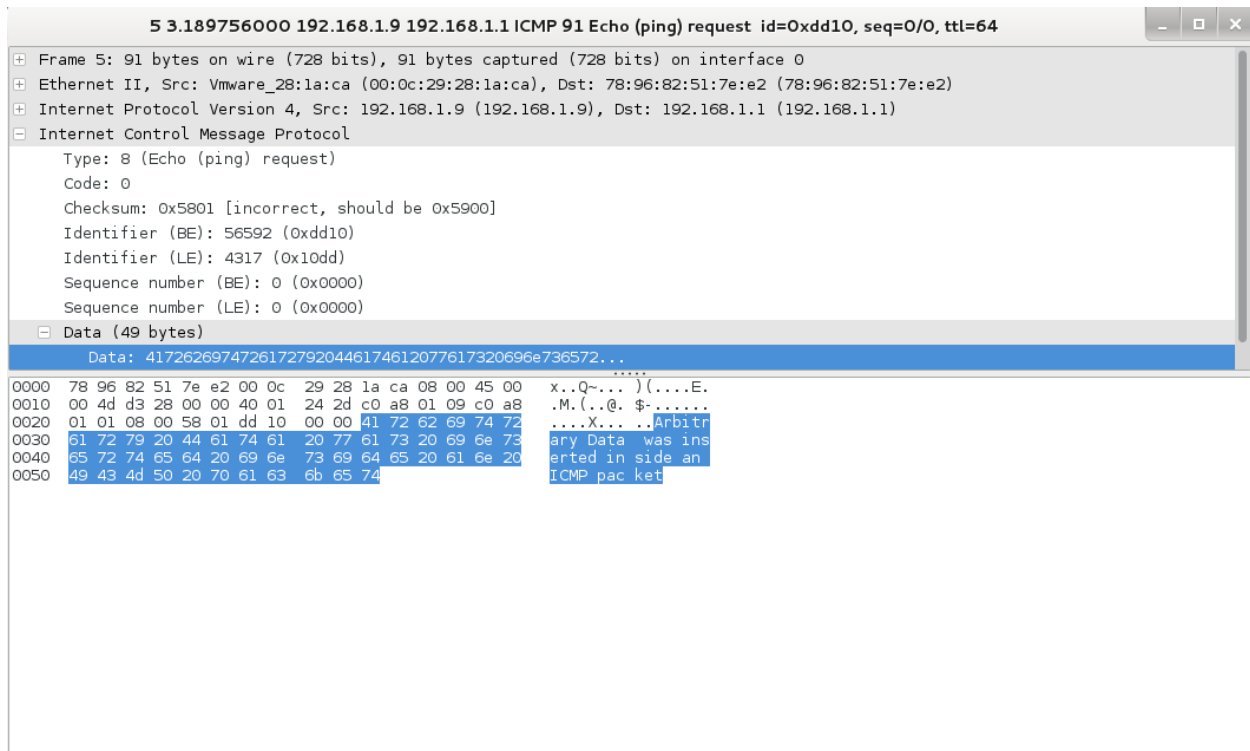 5 3.189756000 192.168.1.9 192.168.1.1 ICMP 91 Echo (ping) request  id=0xdd10, seq=0/0, ttl=64
Frame 5: 91 bytes on wire (728 bits), 91 bytes captured (728 bits) on interface 0
Ethernet II, Src: Vmware_28:1a:ca (00:0c:29:28:1a:ca), Dst: 78:96:82:51:7e:e2 (78:96:82:51:7e:e2)
Internet Protocol Version 4, Src: 192.168.1.9 (192.168.1.9), Dst: 192.168.1.1 (192.168.1.1)
Internet Control Message Protocol
Type: 8 (Echo (ping) request)
Code: 0
Checksum: 0x5801 [incorrect, should be 0x5900]
Identifier (BE): 56592 (0xdd10)
Identifier (LE): 4317 (0x10dd)
Sequence number (BE): 0 (0x0000)
Sequence number (LE): 0 (0x0000)
Data (49 bytes)
Data: 41726269747261727920446174612077617320696e736572...
0000  78 96 82 51 7e e2 00 0c  29 28 1a ca 08 00 45 00   x..Q~... )(....E.
0010  00 4d d3 28 00 00 40 01  24 2d c0 a8 01 09 c0 a8   .M.(..@. $-......
0020  01 01 08 00 58 01 dd 10  00 00 41 72 62 69 74 72   ....X... ..Arbitr
0030  61 72 79 20 44 61 74 61  20 77 61 73 20 69 6e 73   ary Data  was ins
0040  65 72 74 65 64 20 69 6e  73 69 64 65 20 61 6e 20   erted in side an
0050  49 43 4d 50 20 70 61 63  6b 65 74   ICMP pac ket